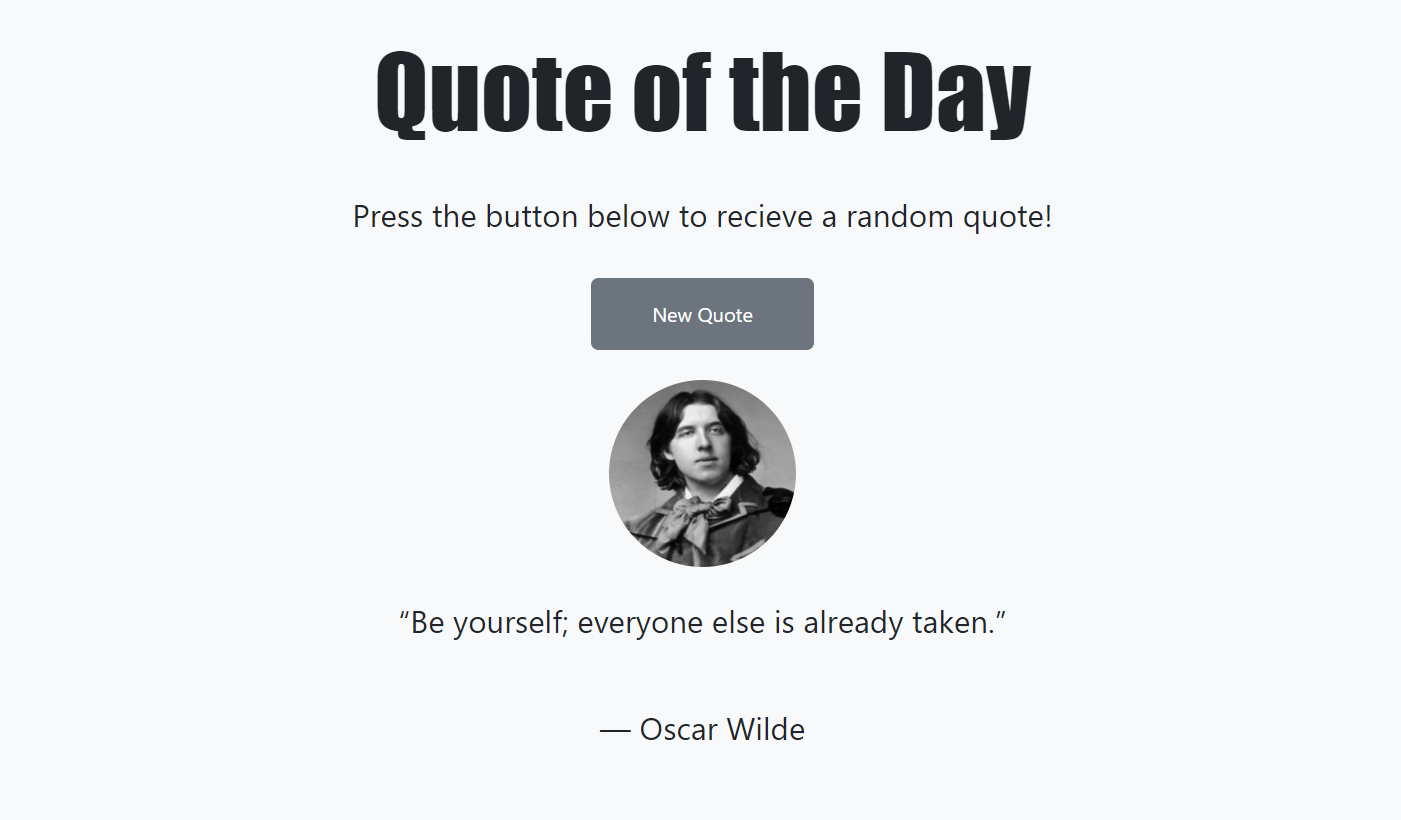 Quote of the Day
Press the button below to recieve a random quote!
New Quote
“Be yourself; everyone else is already taken.”
— Oscar Wilde